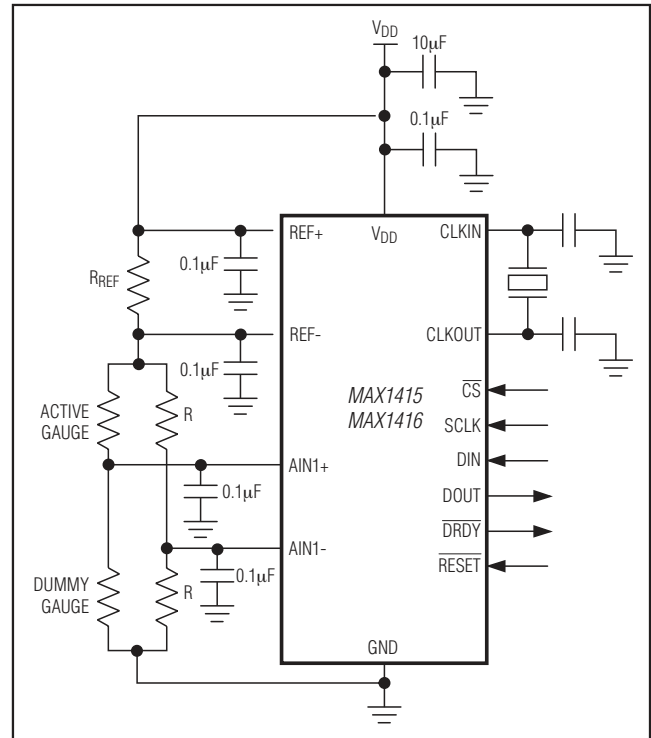 VDD
10µF
0.1µF
REF+
VDD
CLKIN
0.1µF
RREF
REF-
CLKOUT
0.1µF
MAX1415
MAX1416
ACTIVE
GAUGE
R
CS
SCLK
AIN1+
DIN
0.1µF
DOUT
AIN1-
DRDY
DUMMY
GAUGE
R
0.1µF
RESET
GND